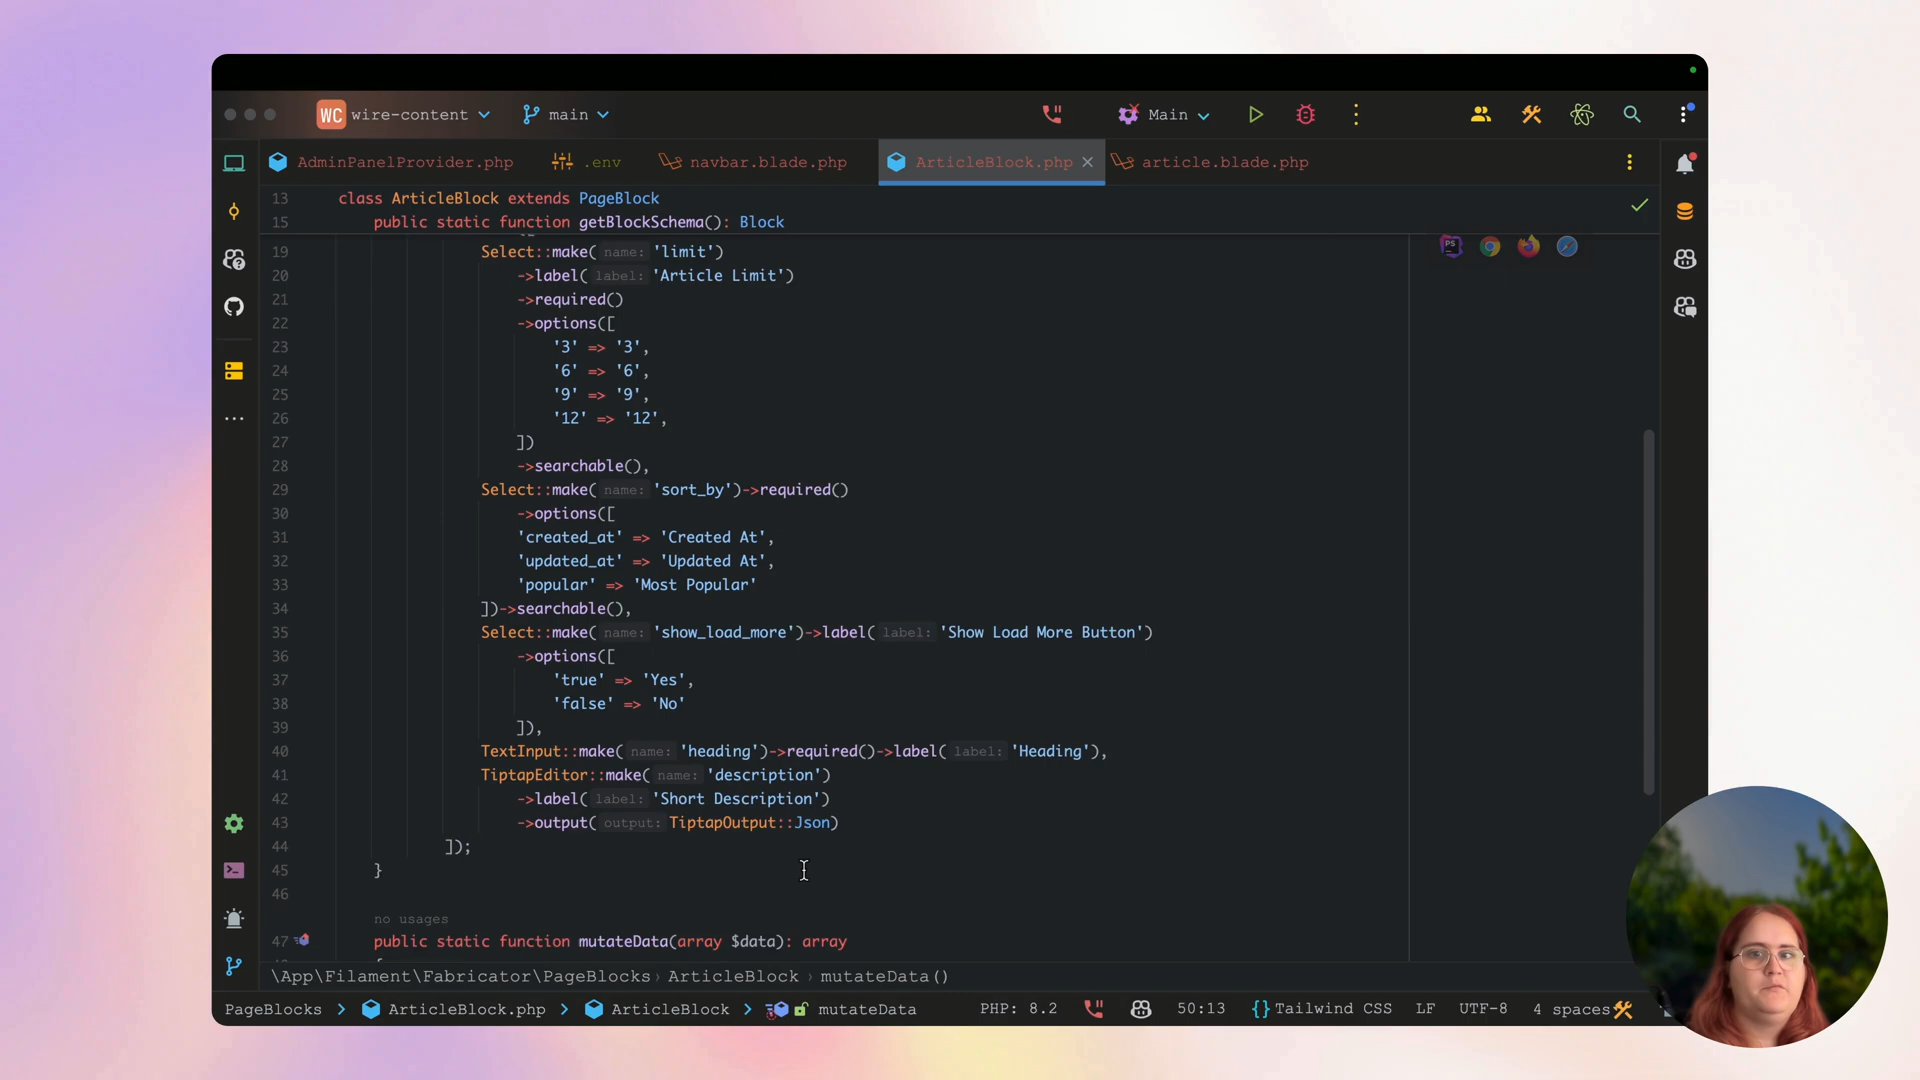 WC wire-content main Main
AdminPanelProvider.php .env navbar.blade.php ArticleBlock.php article.blade.php
13 class ArticleBlock extends PageBlock
15 public static function getBlockSchema(): Block
19 Select::make( name: 'limit')
20 ->label( label: 'Article Limit')
21 ->required()
22 ->options([
23 '3' => '3',
24 '6' => '6',
25 '9' => '9',
26 '12' => '12',
27 ])
28 ->searchable(),
29 Select::make( name: 'sort_by')->required()
30 ->options([
31 'created_at' => 'Created At',
32 'updated_at' => 'Updated At',
33 'popular' => 'Most Popular'
34 ])->searchable(),
35 Select::make( name: 'show_load_more')->label( label: 'Show Load More Button')
36 ->options([
37 'true' => 'Yes',
38 'false' => 'No'
39 ]),
40 TextInput::make( name: 'heading')->required()->label( label: 'Heading'),
41 TiptapEditor::make( name: 'description')
42 ->label( label: 'Short Description')
43 ->output( output: TiptapOutput::Json)
44 ]);
45 }
46
no usages
47 public static function mutateData(array $data): array
\App\Filament\Fabricator\PageBlocks › ArticleBlock › mutateData()
PageBlocks > ArticleBlock.php > ArticleBlock > mutateData PHP: 8.2 50:13 {} Tailwind CSS LF UTF-8 4 spaces